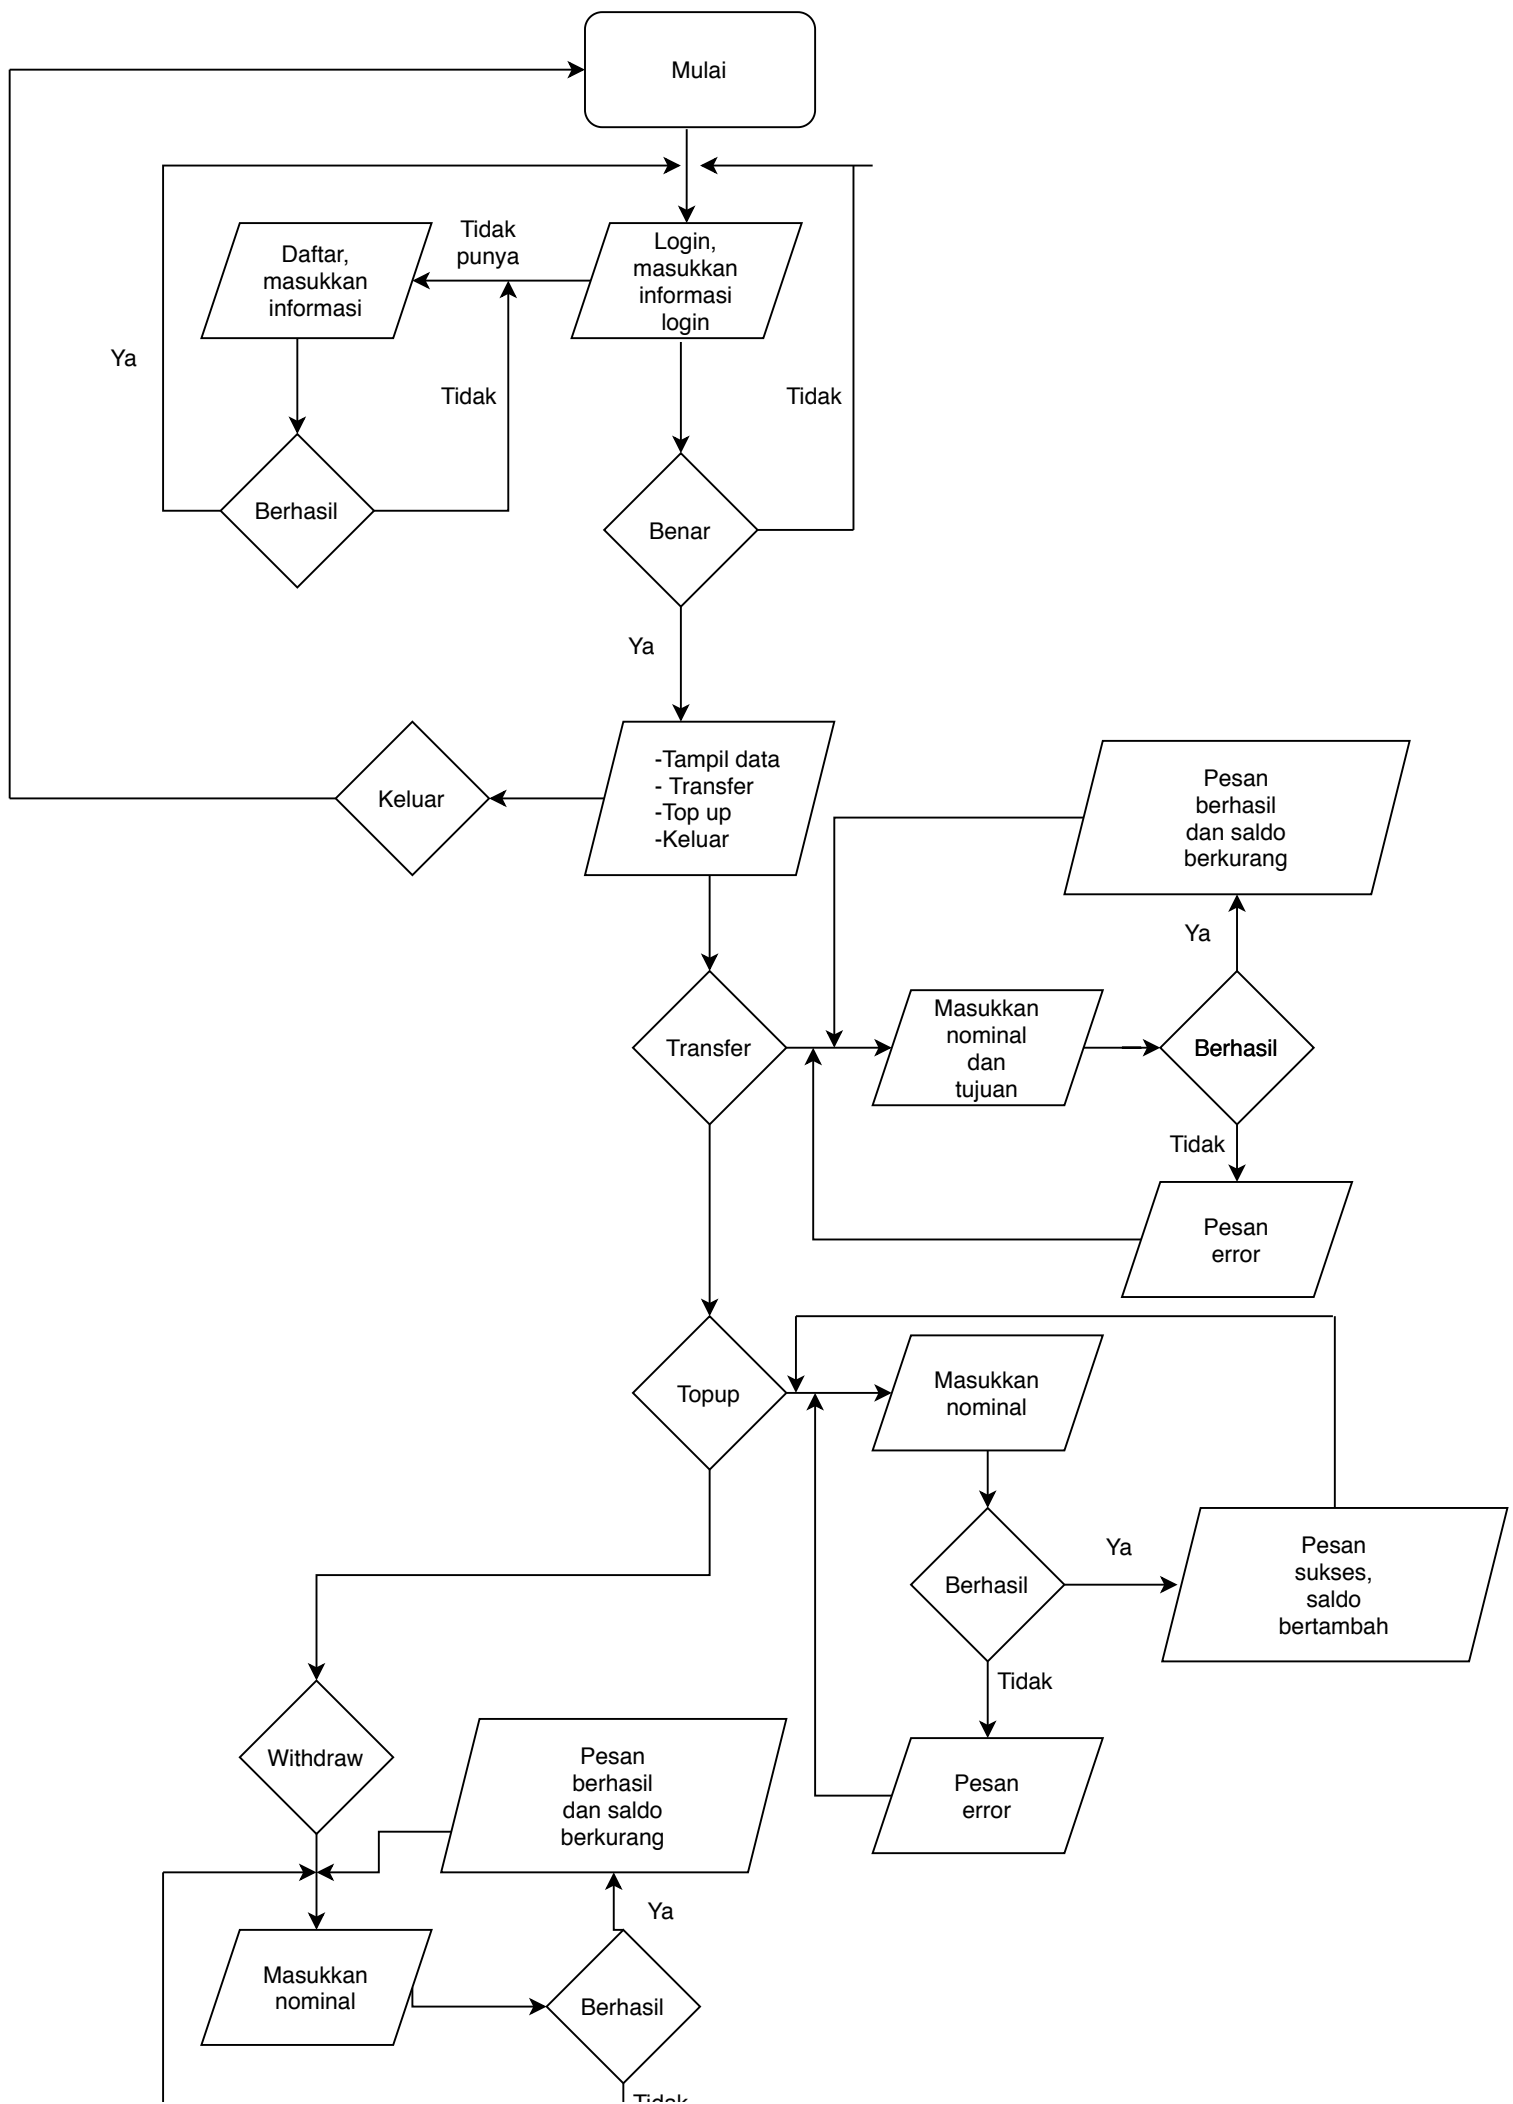 Mulai
Tidak
punya
Daftar,
masukkan
informasi
Login,
masukkan
informasi
login
Ya
Tidak
Tidak
Berhasil
Benar
Ya
Keluar
-Tampil data
- Transfer
-Top up
-Keluar
Pesan
berhasil
dan saldo
berkurang
Ya
Transfer
Masukkan
nominal
dan
tujuan
Berhasil
Tidak
Pesan
error
Topup
Masukkan
nominal
Berhasil
Ya
Pesan
sukses,
saldo
bertambah
Tidak
Withdraw
Pesan
berhasil
dan saldo
berkurang
Pesan
error
Ya
Masukkan
nominal
Berhasil
Tidak